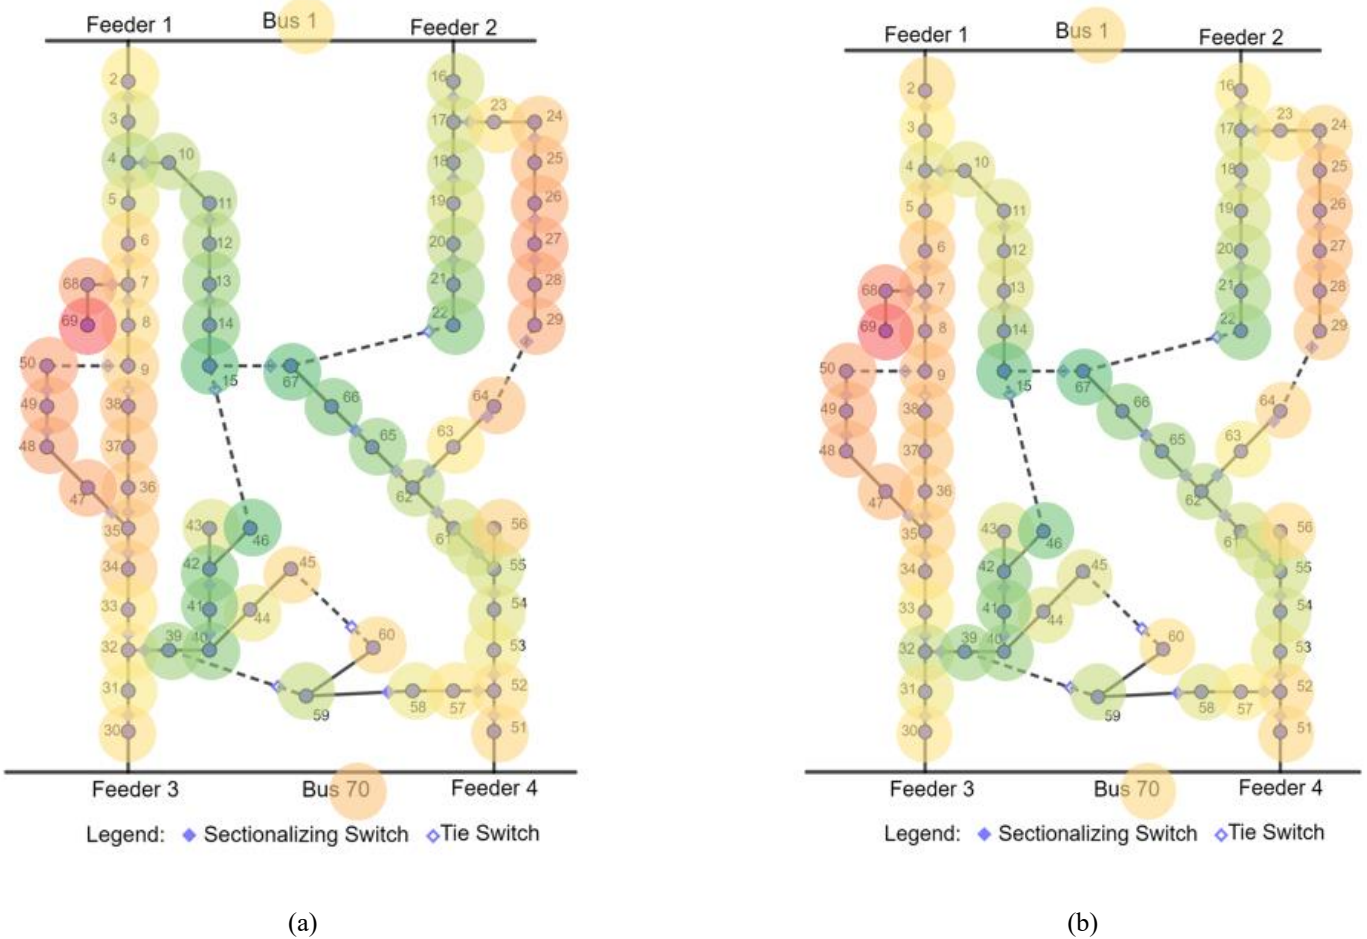 Feeder 1 Bus 1 Feeder 2
2 16
3 17 23 24
4 10 18 25
5 11 19 26
6 12 20 27
68 7 13 21 28
69 8 14 22 29
50 9 15 67
49 38 66 64
48 37 65 63
47 36 62
35 43 46 61 56
34 42 45 55
33 41 44 54
32 39 40 60 53
31 59 58 57 52
30 51
Feeder 3 Bus 70 Feeder 4
Legend: Sectionalizing Switch Tie Switch
(a)
Feeder 1 Bus 1 Feeder 2
2 16
3 17 23 24
4 10 18 25
5 11 19 26
6 12 20 27
68 7 13 21 28
69 8 14 22 29
50 9 15 67
49 38 66 64
48 37 65 63
47 36 62
35 43 46 61 56
34 42 45 55
33 41 44 54
32 39 40 60 53
31 59 58 57 52
30 51
Feeder 3 Bus 70 Feeder 4
Legend: Sectionalizing Switch Tie Switch
(b)